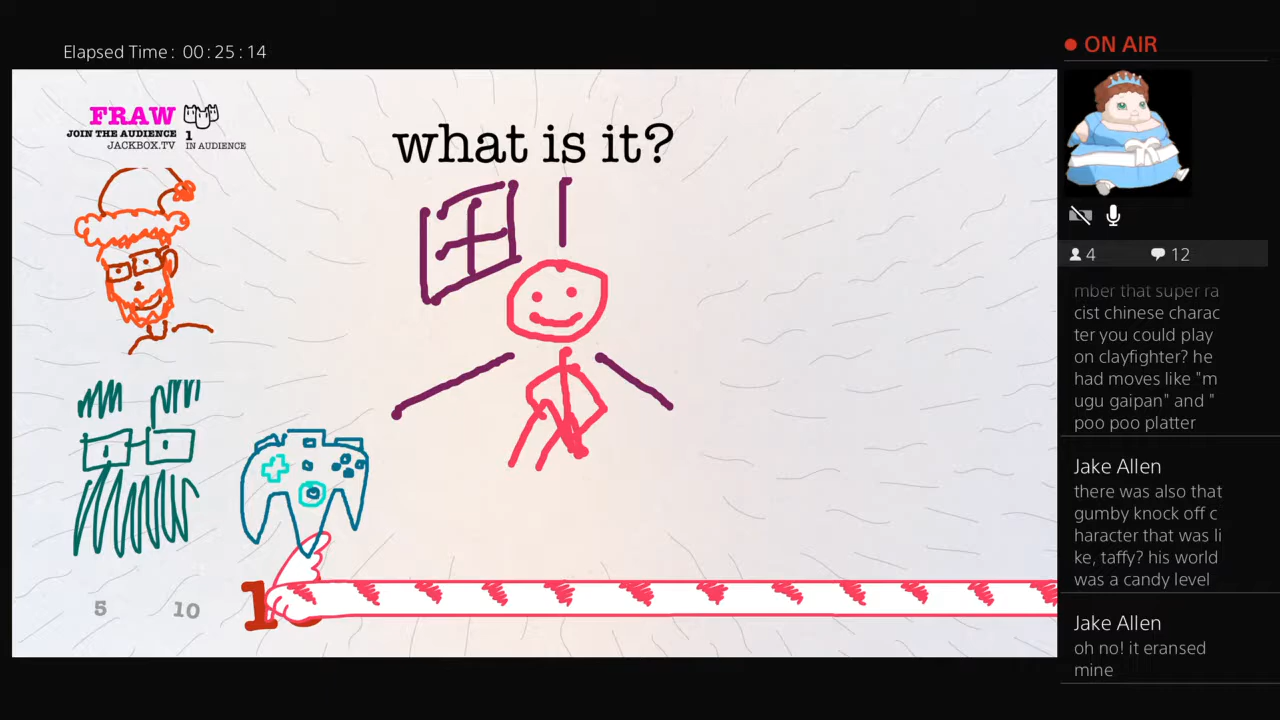 Elapsed Time: 00:25:14
ON AIR
FRAW
JOIN THE AUDIENCE
JACKBOX.TV
1
IN AUDIENCE
what is it?
4
12
mber that super ra
cist chinese charac
ter you could play
on clayfighter? he
had moves like "m
ugu gaipan" and "
poo poo platter
Jake Allen
there was also that
gumby knock off c
haracter that was li
ke, taffy? his world
was a candy level
Jake Allen
oh no! it eransed
mine
5
10
1